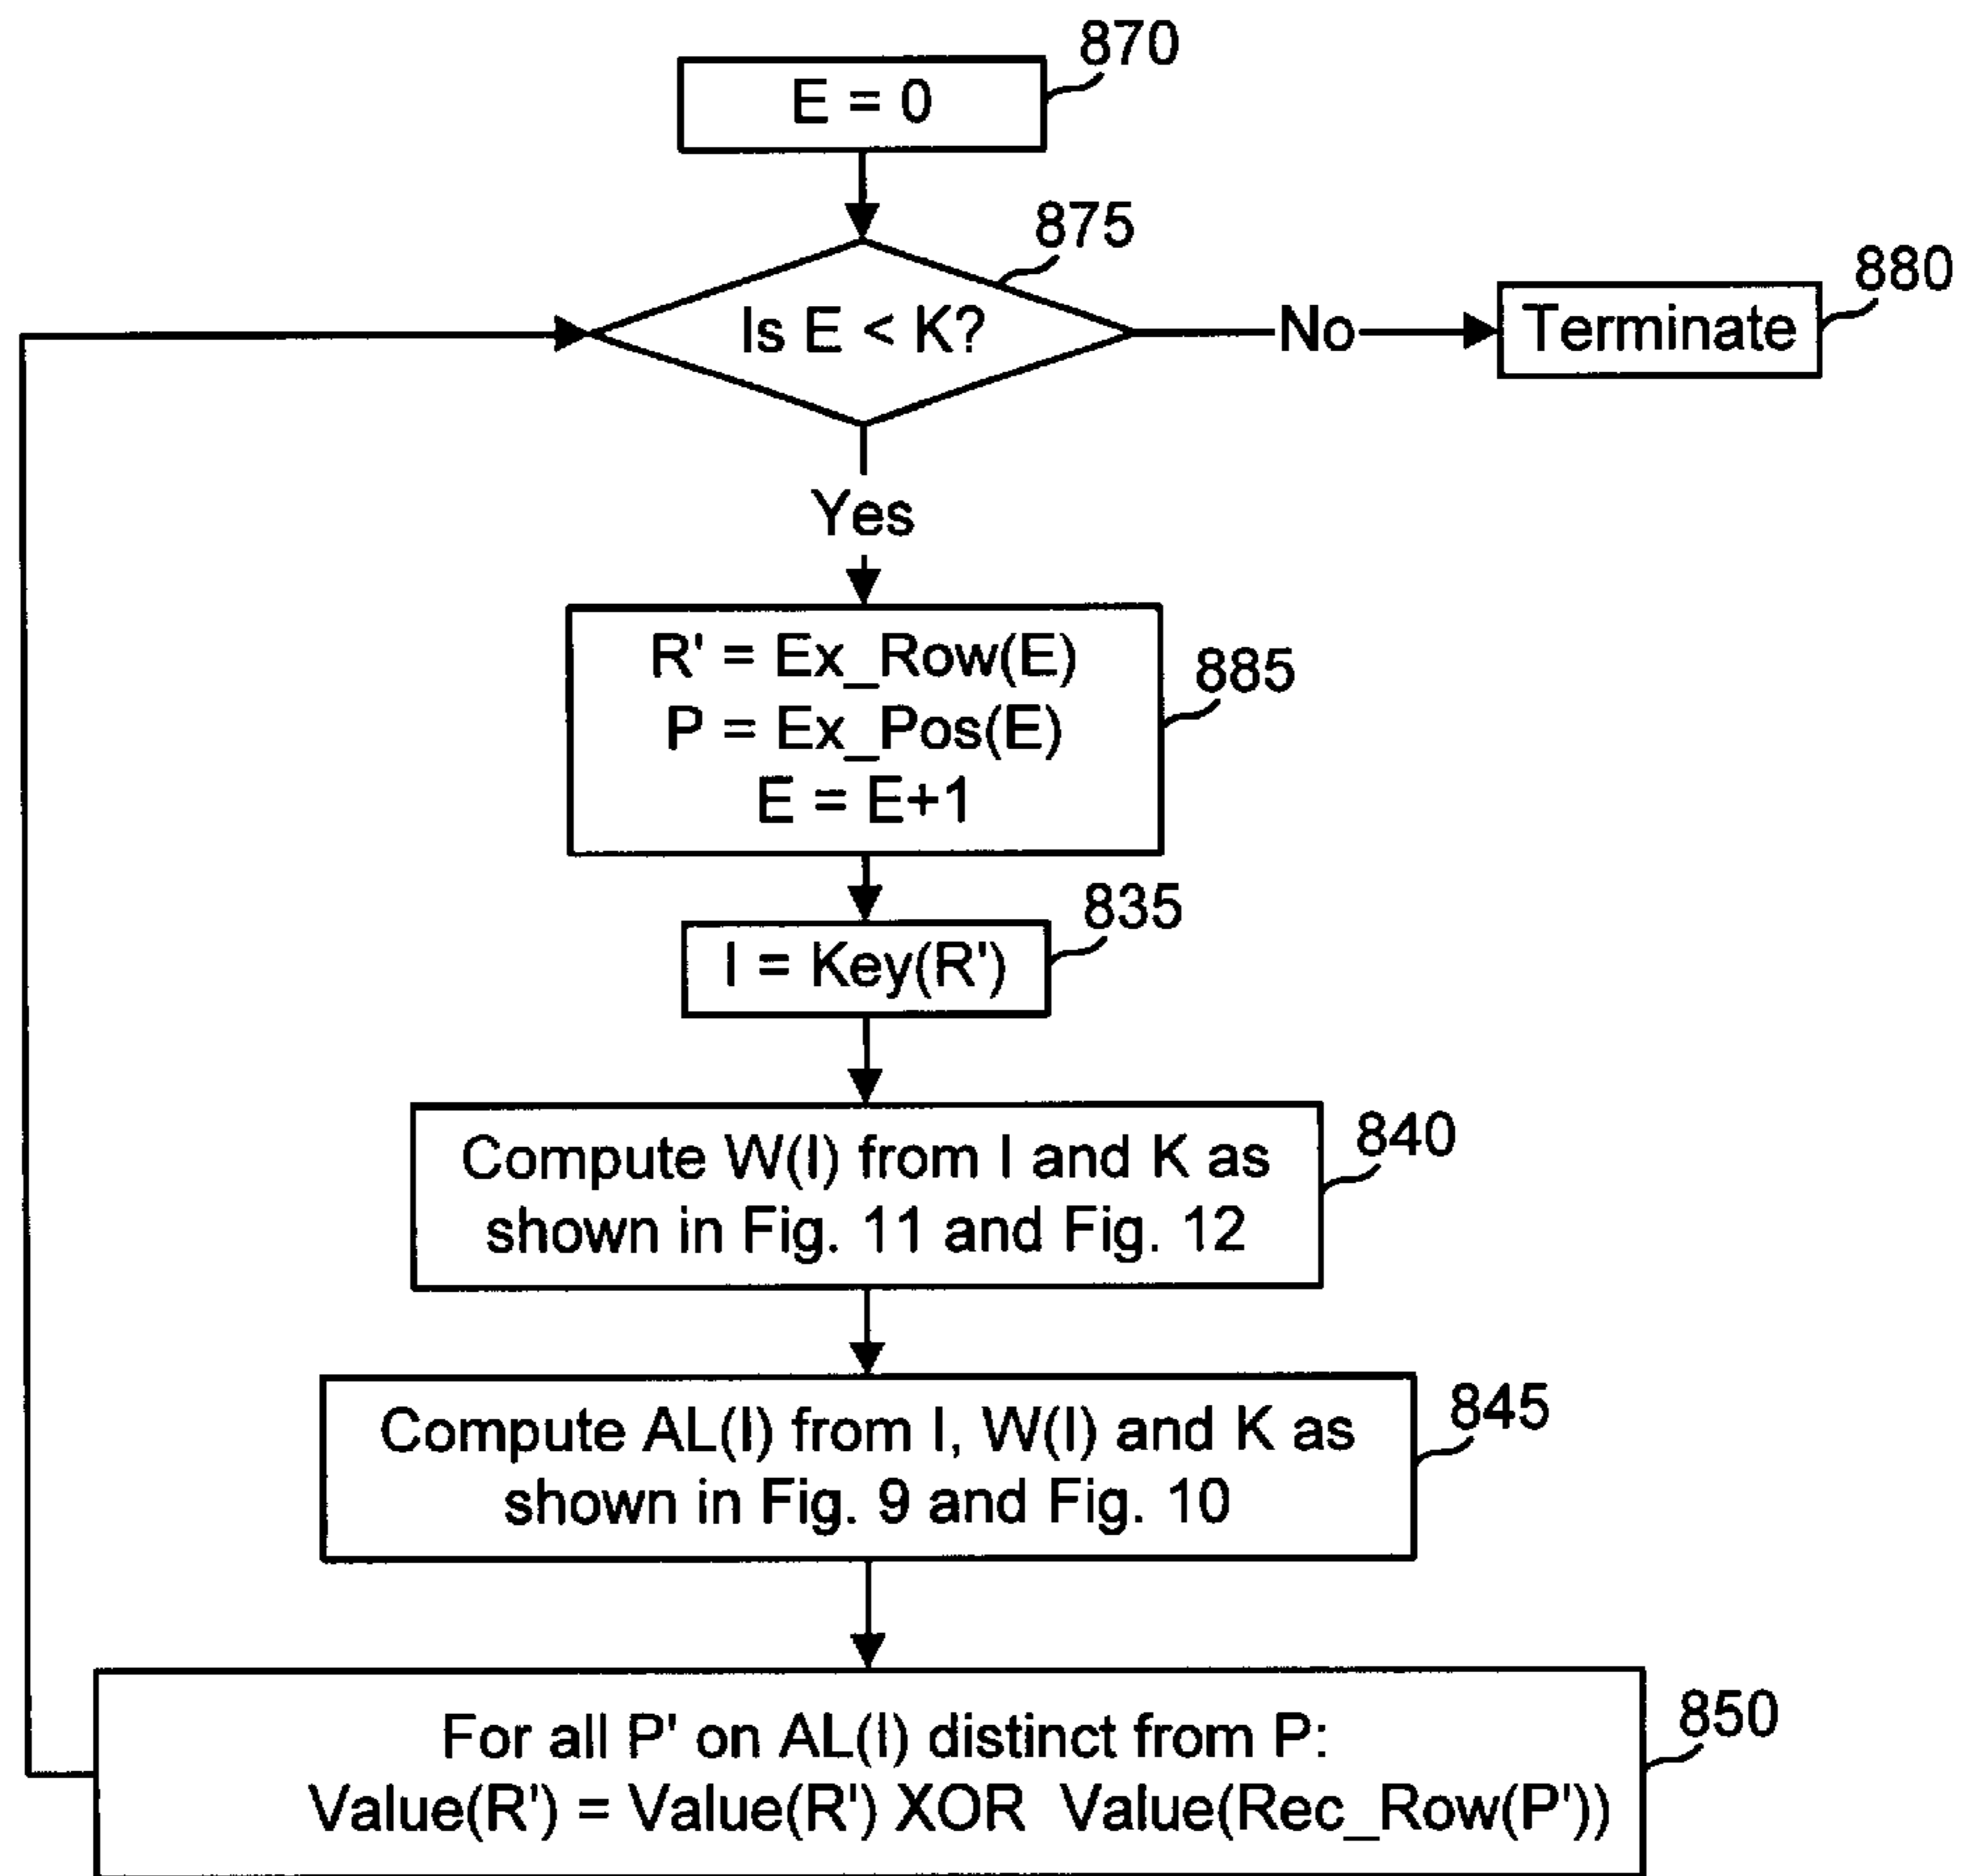 870
E = 0
875
Is E < K?
No
880
Terminate
Yes
885
R' = Ex_Row(E)
P = Ex_Pos(E)
E = E+1
835
I = Key(R')
840
Compute W(I) from I and K as
shown in Fig. 11 and Fig. 12
845
Compute AL(I) from I, W(I) and K as
shown in Fig. 9 and Fig. 10
850
For all P' on AL(I) distinct from P:
Value(R') = Value(R') XOR Value(Rec_Row(P'))